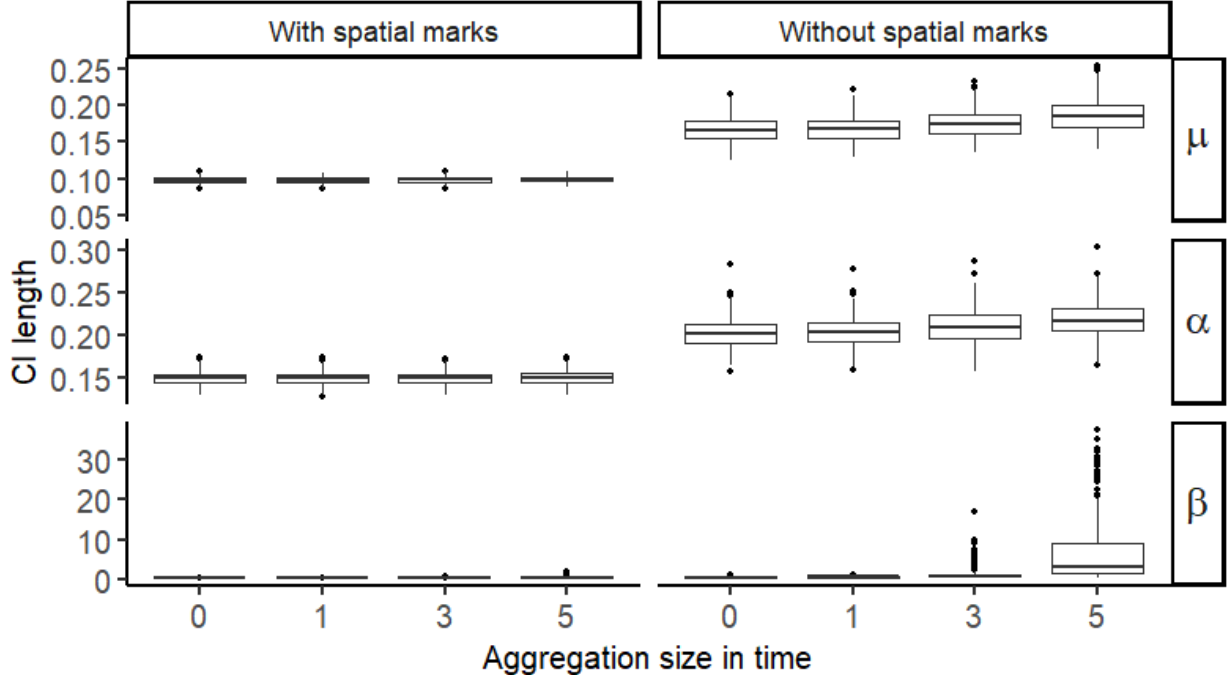 With spatial marks
Without spatial marks
0.25
0.20
0.15
0.10
0.05
μ
0.30
0.25
0.20
0.15
α
30
20
10
0
β
CI length
0 1 3 5
0 1 3 5
Aggregation size in time